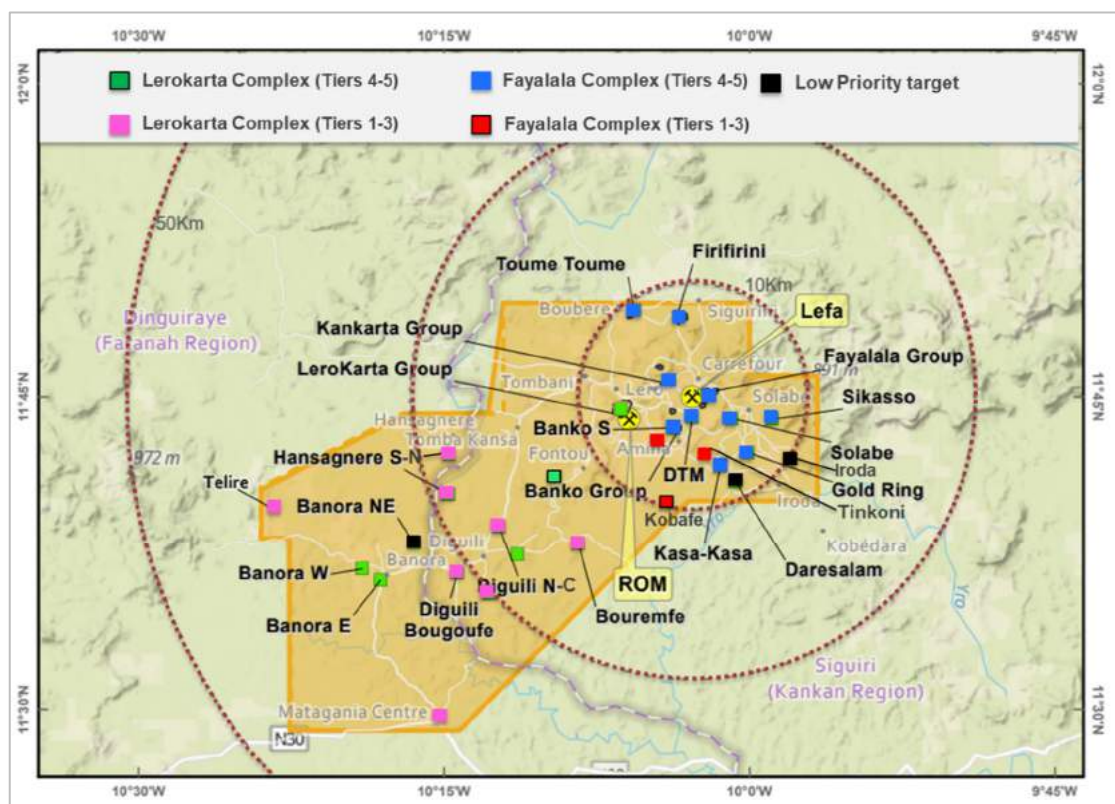 10°30'W
10°15'W
10°0'W
9°45'W
12°0'N
12°0'N
Lerokarta Complex (Tiers 4-5)
Fayalala Complex (Tiers 4-5)
Low Priority target
Lerokarta Complex (Tiers 1-3)
Fayalala Complex (Tiers 1-3)
50Km
Firifirini
Toume Toume
10Km
Boubere
Siguirili
Lefa
Dinguiraye
(Faranah Region)
Kankarta Group
Carrefour
Fayalala Group
LeroKarta Group
891 m
Tombani
Lero
11°45'N
11°45'N
Solabe
Sikasso
Hansagnere
Banko S
Tomba Kansa
Amina
Solabe
972 m
Hansagnere S-N
Fontou
DTM
Iroda
Telire
Banko Group
Gold Ring
Banora NE
Iroda
Tinkoni
Kobafe
Diguili
Kasa-Kasa
Kobédara
Banora
Daresalam
Banora W
Diguili N-C
ROM
Yro
Banora E
Diguili
Bougoufe
Bouremfe
Siguiri
(Kankan Region)
Matagania Centre
11°30'N
11°30'N
N30
10°30'W
10°15'W
10°0'W
9°45'W